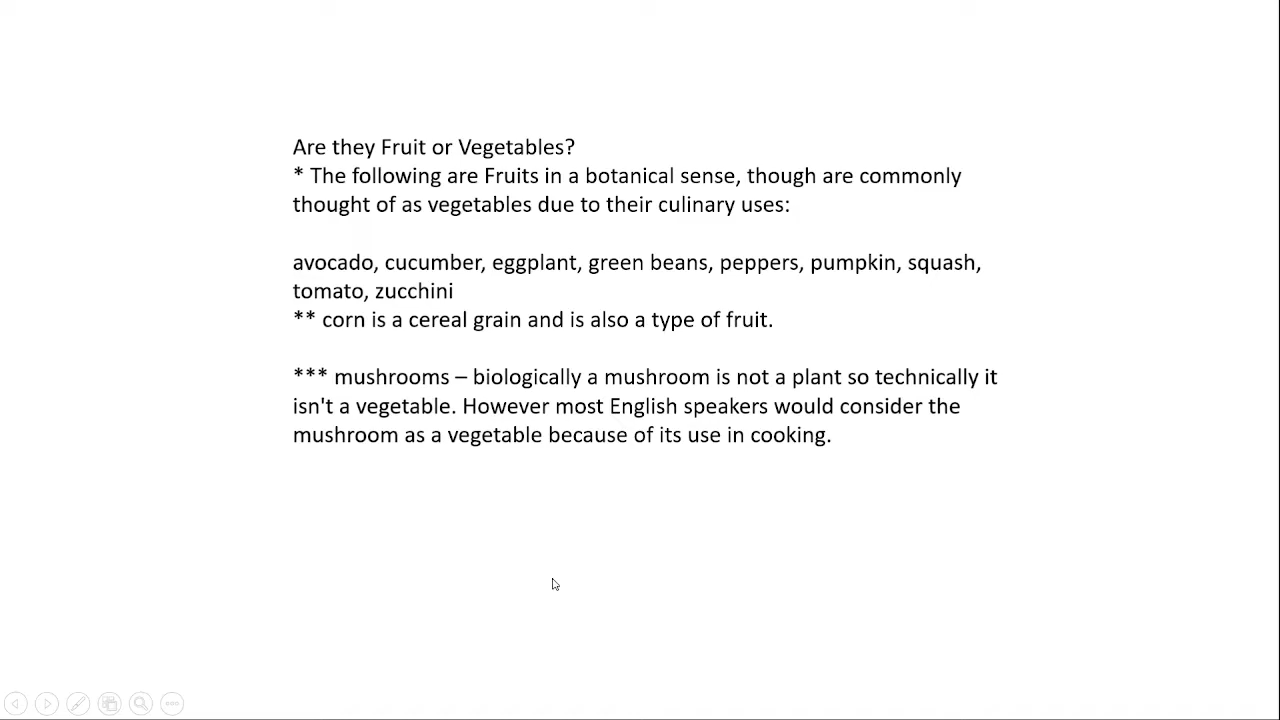 Are they Fruit or Vegetables?
* The following are Fruits in a botanical sense, though are commonly
thought of as vegetables due to their culinary uses:
avocado, cucumber, eggplant, green beans, peppers, pumpkin, squash,
tomato, zucchini
** corn is a cereal grain and is also a type of fruit.
*** mushrooms – biologically a mushroom is not a plant so technically it
isn't a vegetable. However most English speakers would consider the
mushroom as a vegetable because of its use in cooking.